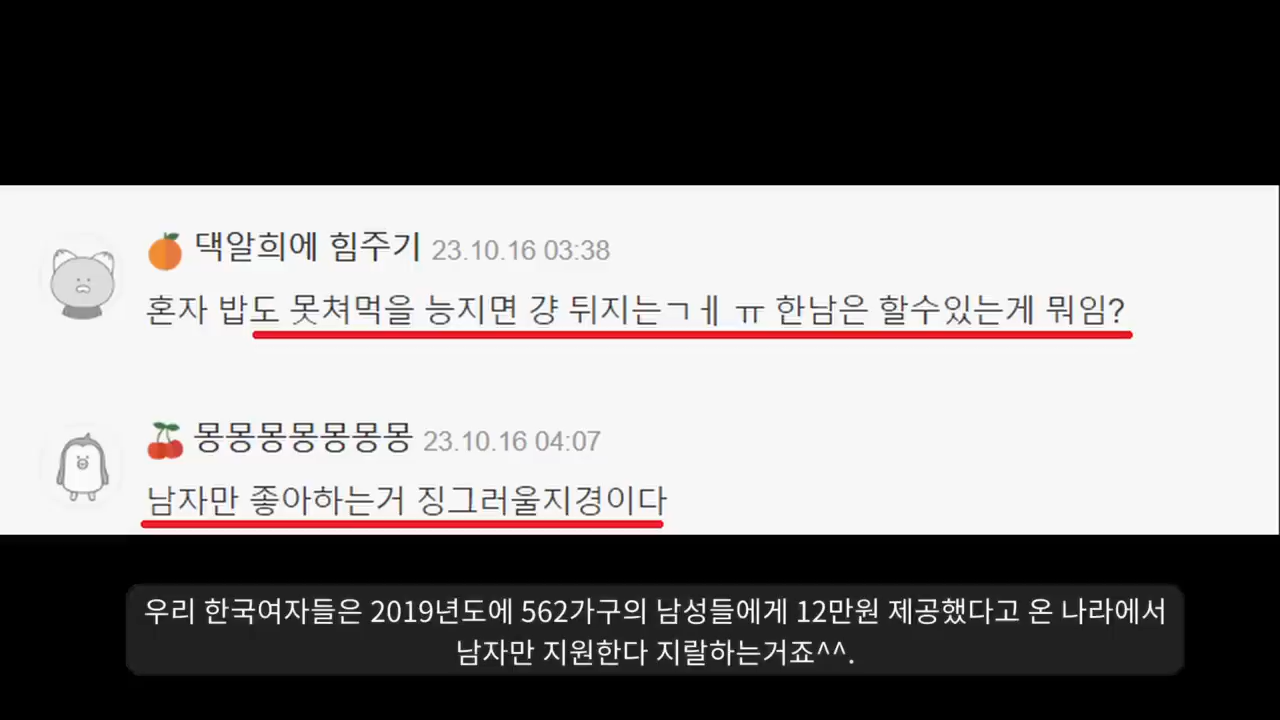 댁알희에 힘주기 23.10.16 03:38
혼자 밥도 못쳐먹을 능지면 걍 뒤지는ㄱㅔ ㅠ 한남은 할수있는게 뭐임?
몽몽몽몽몽몽몽 23.10.16 04:07
남자만 좋아하는거 징그러울지경이다
우리 한국여자들은 2019년도에 562가구의 남성들에게 12만원 제공했다고 온 나라에서
남자만 지원한다 지랄하는거죠^^.